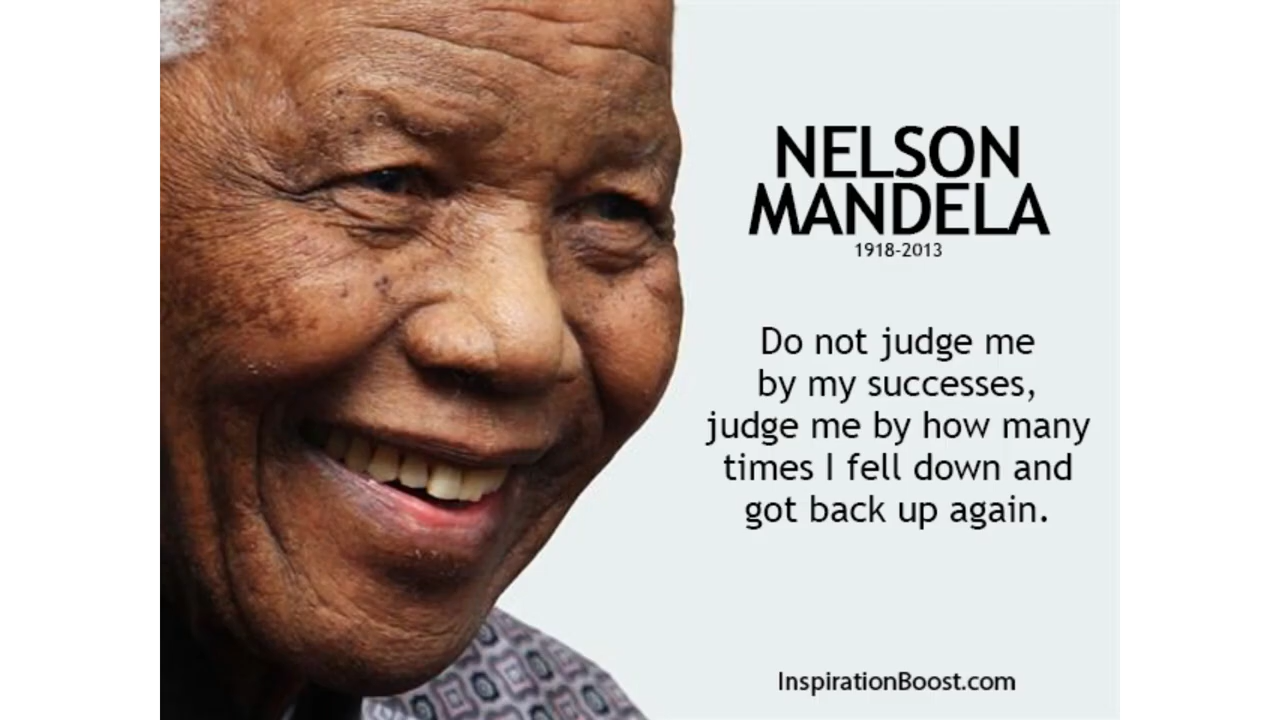 NELSON
MANDELA
1918-2013
Do not judge me
by my successes,
judge me by how many
times I fell down and
got back up again.
InspirationBoost.com